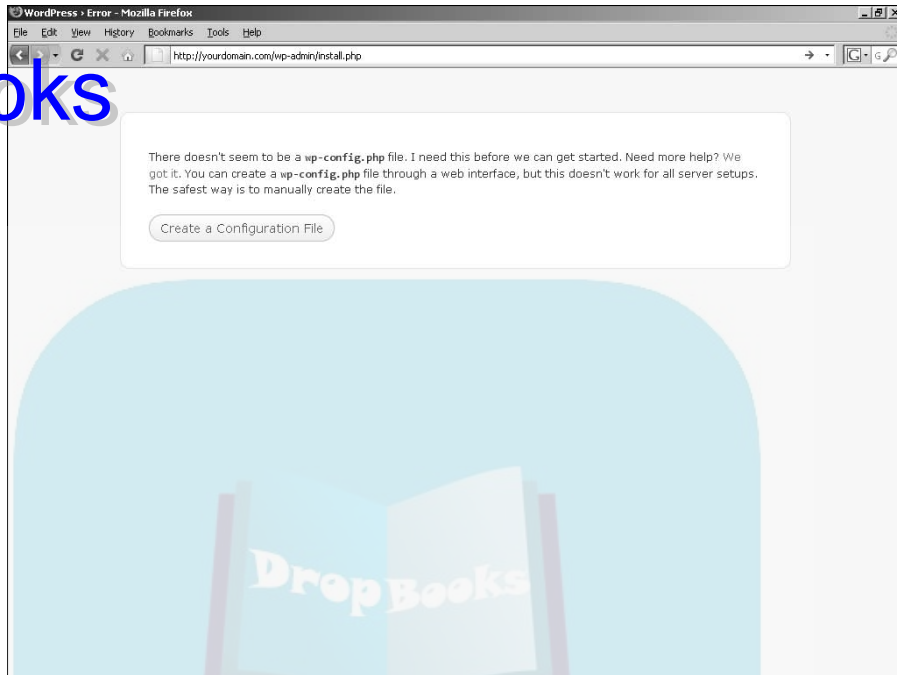 WordPress › Error - Mozilla Firefox
File Edit View History Bookmarks Tools Help
http://yourdomain.com/wp-admin/install.php
G G
oks
There doesn't seem to be a wp-config.php file. I need this before we can get started. Need more help? We
got it. You can create a wp-config.php file through a web interface, but this doesn't work for all server setups.
The safest way is to manually create the file.
Create a Configuration File
Drop Books